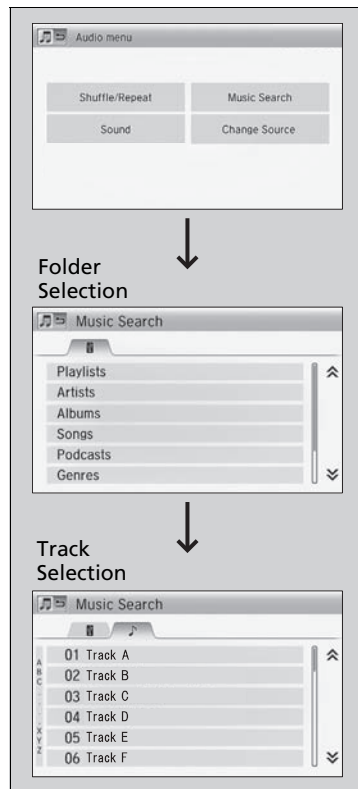 Audio menu
Shuffle/Repeat
Music Search
Sound
Change Source
Folder
Selection
Music Search
Playlists
Artists
Albums
Songs
Podcasts
Genres
Track
Selection
Music Search
A
B
C
X
Y
Z
01 Track A
02 Track B
03 Track C
04 Track D
05 Track E
06 Track F